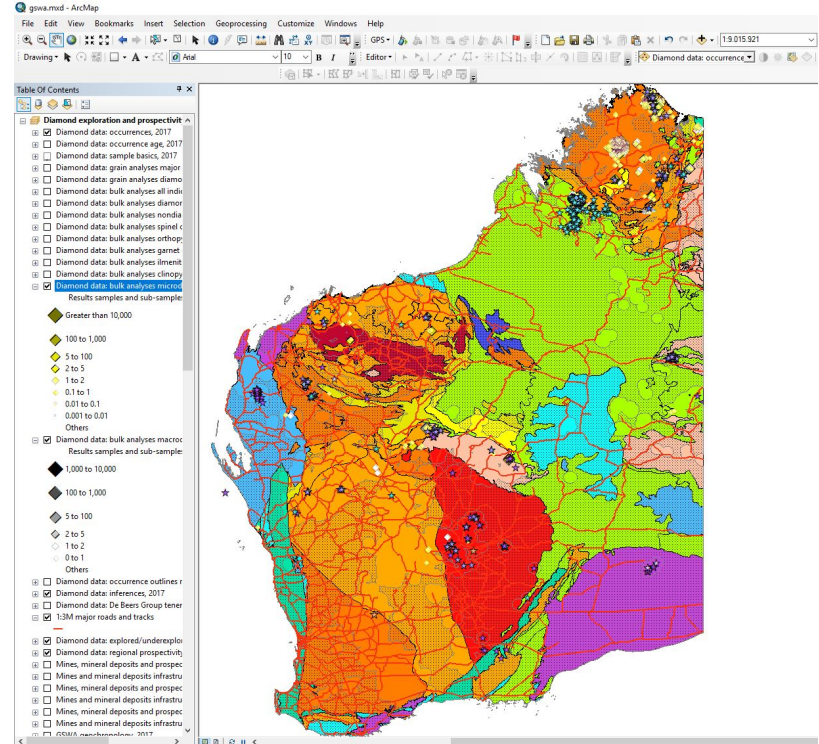 gswa.mxd - ArcMap
File Edit View Bookmarks Insert Selection Geoprocessing Customize Windows Help
GPS 1:9.015.921
Drawing A Arial 10 B I Editor Diamond data: occurrence
Table Of Contents
Diamond exploration and prospectivit
Diamond data: occurrences, 2017
Diamond data: occurrence age, 2017
Diamond data: sample basics, 2017
Diamond data: grain analyses major
Diamond data: grain analyses diamo
Diamond data: bulk analyses all indic
Diamond data: bulk analyses diamor
Diamond data: bulk analyses nondia
Diamond data: bulk analyses spinel c
Diamond data: bulk analyses orthop
Diamond data: bulk analyses garnet
Diamond data: bulk analyses ilmenit
Diamond data: bulk analyses clinopy
Diamond data: bulk analyses microd
Results samples and sub-sample
Greater than 10,000
100 to 1,000
5 to 100
2 to 5
1 to 2
0.1 to 1
0.01 to 0.1
0.001 to 0.01
Others
Diamond data: bulk analyses macroc
Results samples and sub-sample
1,000 to 10,000
100 to 1,000
5 to 100
2 to 5
1 to 2
0 to 1
Others
Diamond data: occurrence outlines r
Diamond data: inferences, 2017
Diamond data: De Beers Group tener
1:3M major roads and tracks
Diamond data: explored/underexplo
Diamond data: regional prospectivity
Mines, mineral deposits and prospec
Mines and mineral deposits infrastru
Mines, mineral deposits and prospec
Mines and mineral deposits infrastru
Mines, mineral deposits and prospec
Mines and mineral deposits infrastru
GSWA geochronology, 2017